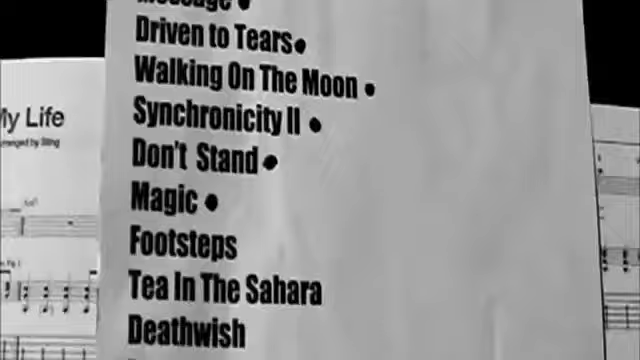 Message
Driven to Tears
Walking On The Moon
Synchronicity II
Don't Stand
Magic
Footsteps
Tea In The Sahara
Deathwish
My Life
arranged by Sting